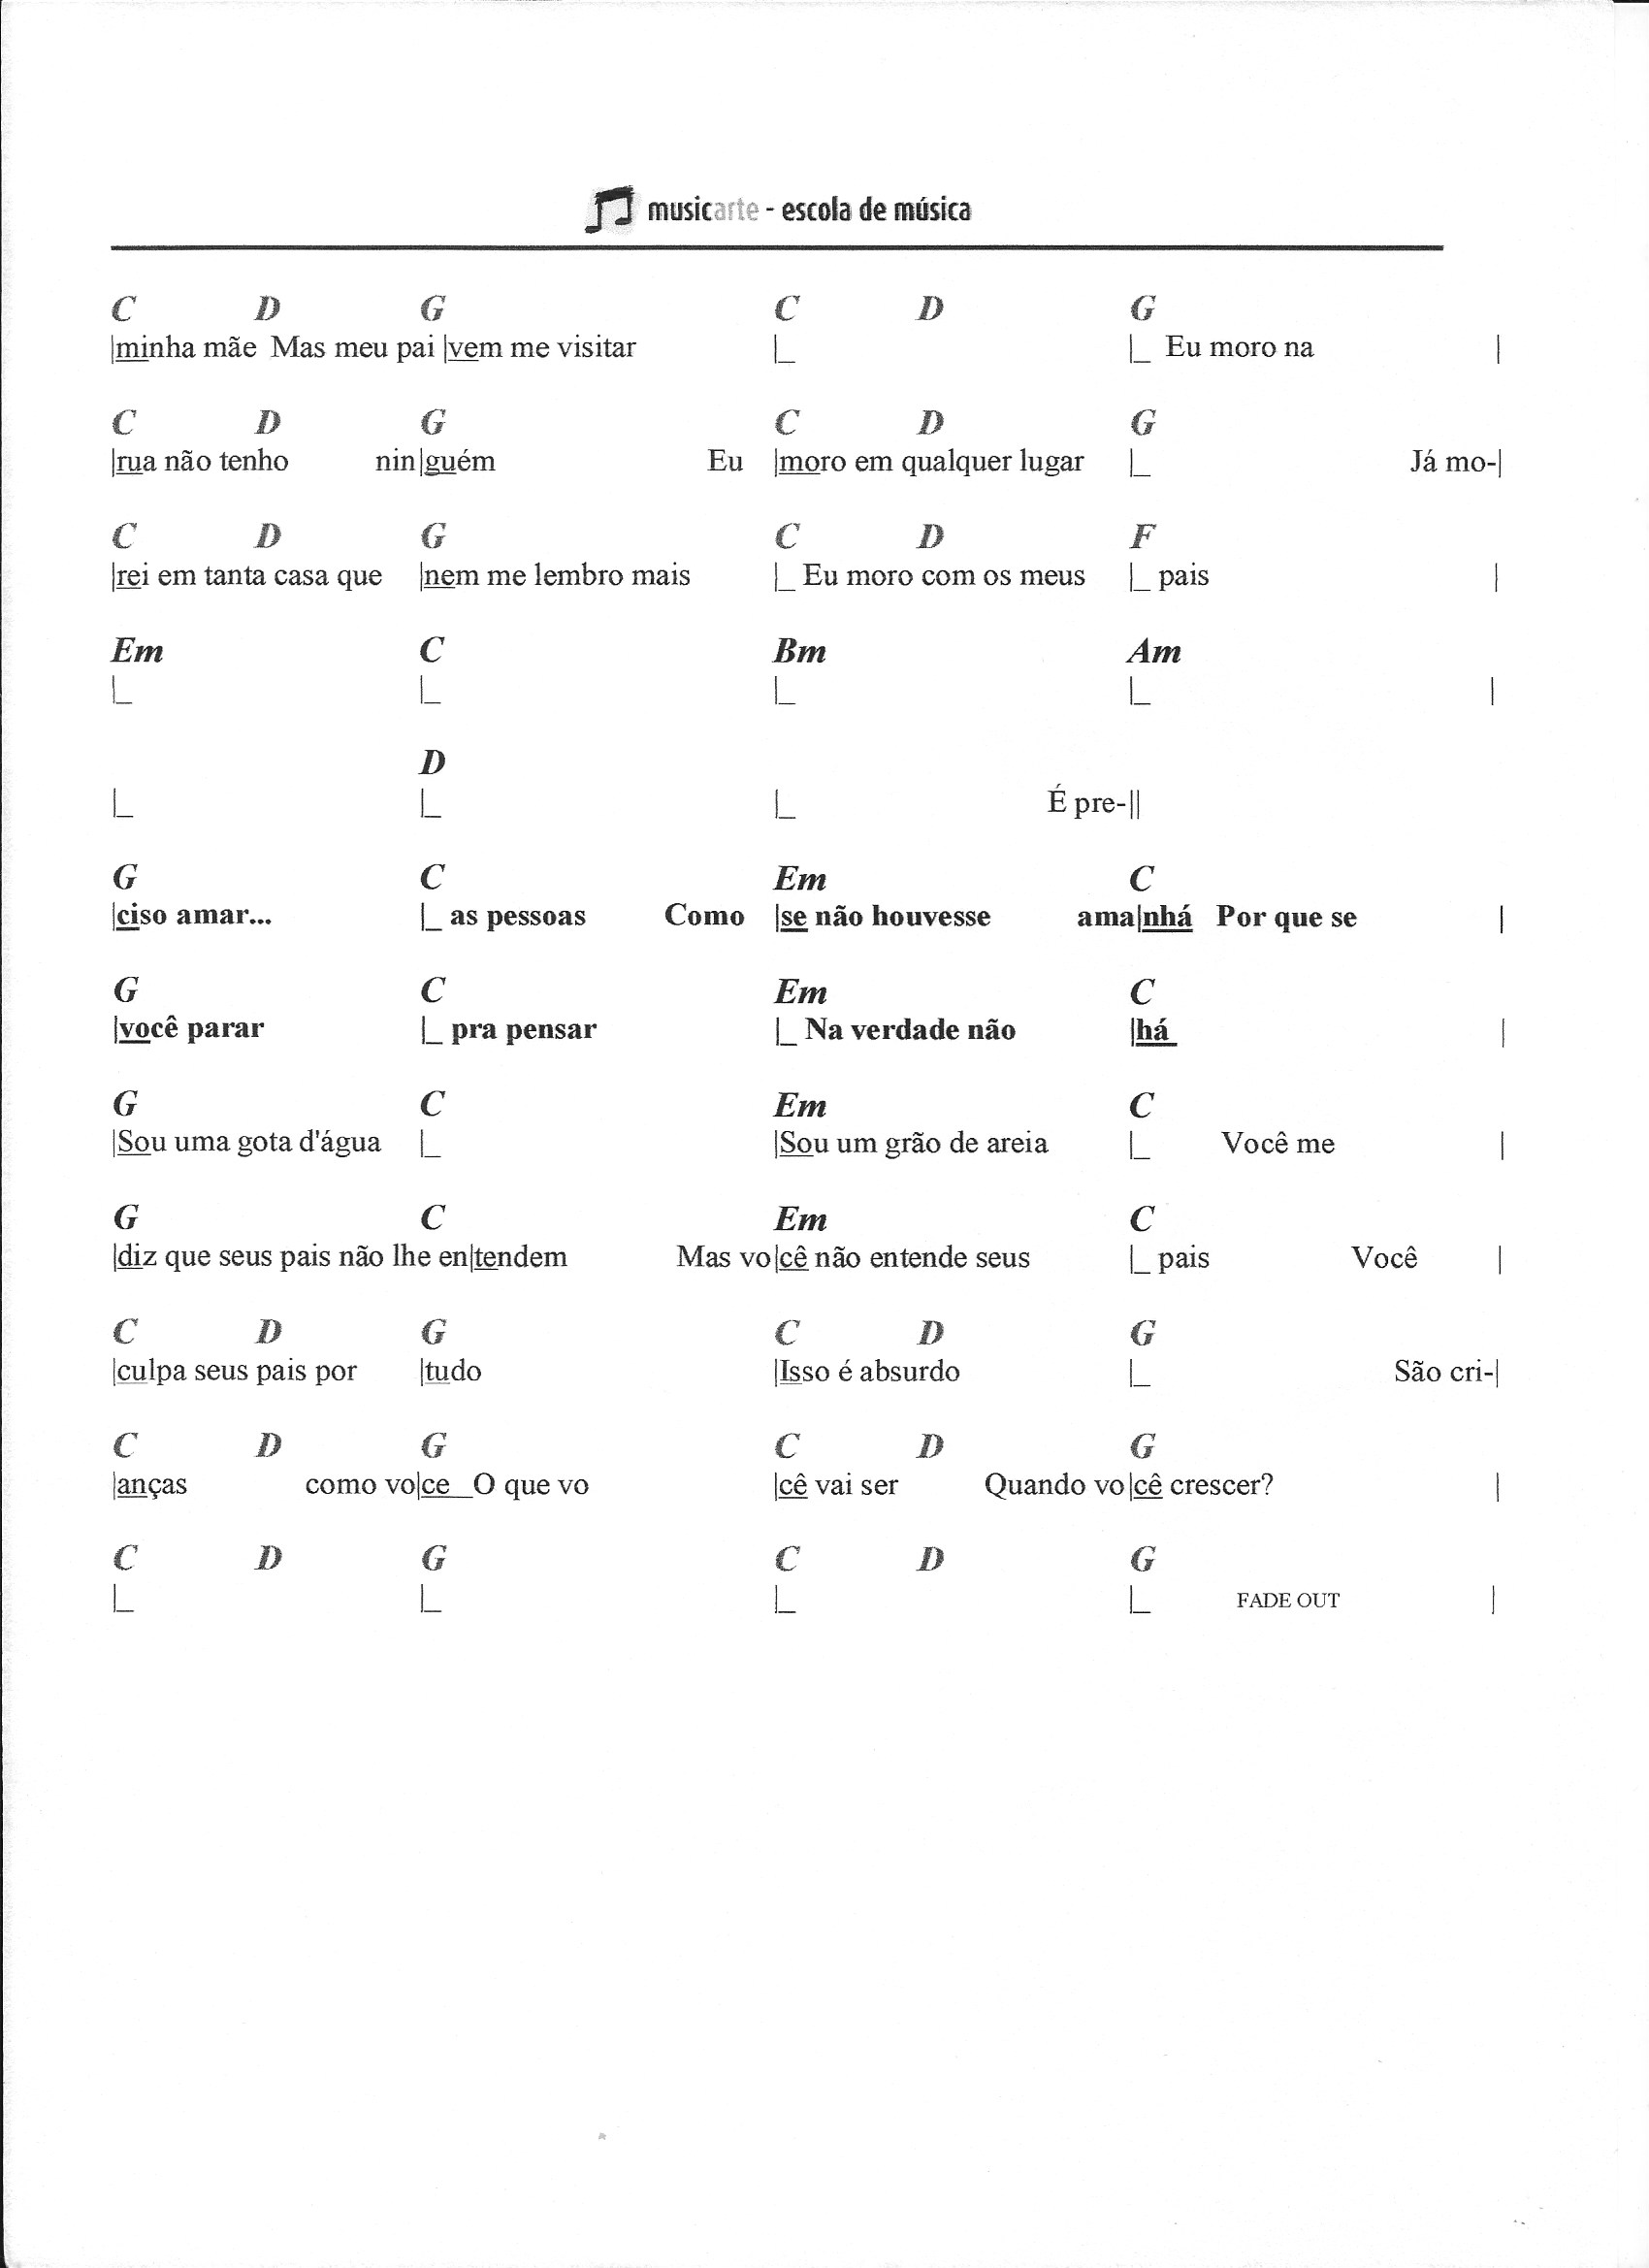 musicarte - escola de música
C D G C D G
|minha mãe Mas meu pai |vem me visitar |_ |_ Eu moro na |
C D G C D G
|rua não tenho nin|guém Eu |moro em qualquer lugar |_ Já mo-|
C D G C D F
|rei em tanta casa que |nem me lembro mais |_ Eu moro com os meus |_ pais |
Em C Bm Am
|_ |_ |_ |_ |
D
|_ |_ |_ É pre-||
G C Em C
|ciso amar... |_ as pessoas Como |se não houvesse ama|nhá Por que se |
G C Em C
|você parar |_ pra pensar |_ Na verdade não |há |
G C Em C
|Sou uma gota d'água |_ |Sou um grão de areia |_ Você me |
G C Em C
|diz que seus pais não lhe en|tendem Mas vo|cê não entende seus |_ pais Você |
C D G C D G
|culpa seus pais por |tudo |Isso é absurdo |_ São cri-|
C D G C D G
|anças como vo|ce O que vo |cê vai ser Quando vo|cê crescer? |
C D G C D G
|_ |_ |_ |_ FADE OUT |